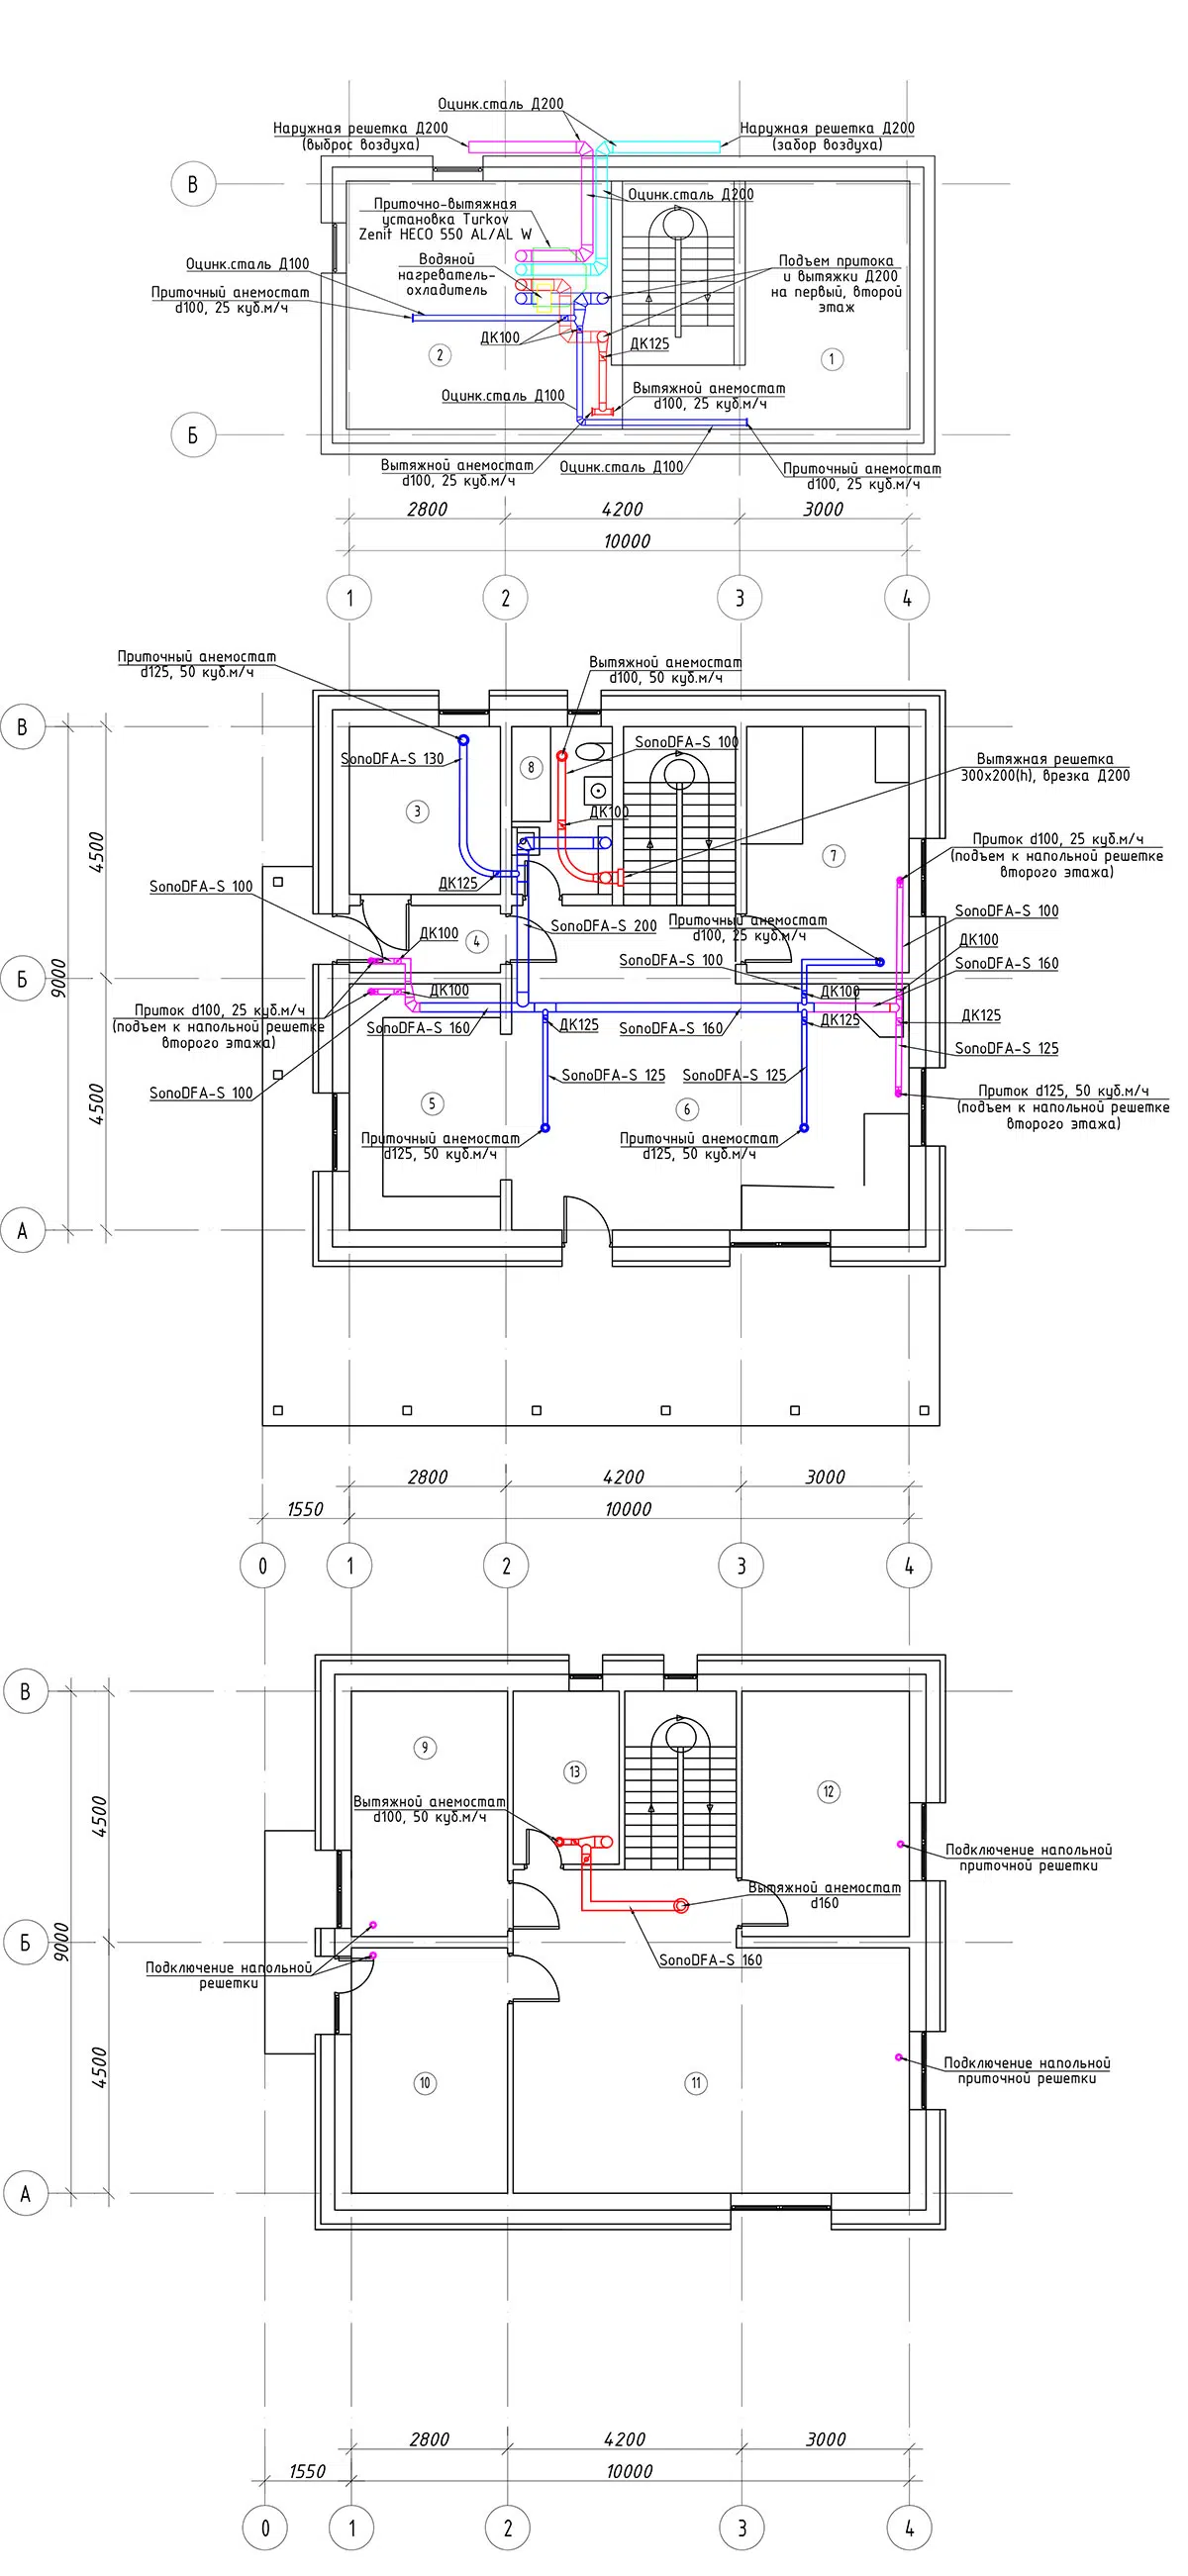 Оцинк.сталь Д200
Наружная решетка Д200
(выброс воздуха)
Наружная решетка Д200
(забор воздуха)
В
Оцинк.сталь Д200
Приточно-вытяжная
установка Turkov
Zenit HECO 550 AL/AL W
Оцинк.сталь Д100
Водяной
нагреватель-
охладитель
Подъем притока
и вытяжки Д200
на первый, второй
этаж
Приточный анемостат
d100, 25 куб.м/ч
ДК100
ДК125
2
1
Оцинк.сталь Д100
Вытяжной анемостат
d100, 25 куб.м/ч
Б
Вытяжной анемостат
d100, 25 куб.м/ч
Оцинк.сталь Д100
Приточный анемостат
d100, 25 куб.м/ч
2800
4200
3000
10000
1
2
3
4
Приточный анемостат
d125, 50 куб.м/ч
Вытяжной анемостат
d100, 50 куб.м/ч
В
SonoDFA-S 130
SonoDFA-S 100
8
Вытяжная решетка
300х200(h), врезка Д200
3
ДК100
4500
7
Приток d100, 25 куб.м/ч
(подъем к напольной решетке
второго этажа)
SonoDFA-S 100
ДК125
SonoDFA-S 100
4
ДК100
SonoDFA-S 200
Приточный анемостат
d100, 25 куб.м/ч
ДК100
SonoDFA-S 100
SonoDFA-S 160
Б
9000
ДК100
ДК100
Приток d100, 25 куб.м/ч
(подъем к напольной решетке
второго этажа)
SonoDFA-S 160
ДК125
SonoDFA-S 160
ДК125
ДК125
SonoDFA-S 125
SonoDFA-S 100
SonoDFA-S 125
SonoDFA-S 125
4500
5
6
Приток d125, 50 куб.м/ч
(подъем к напольной решетке
второго этажа)
Приточный анемостат
d125, 50 куб.м/ч
Приточный анемостат
d125, 50 куб.м/ч
А
2800
4200
3000
1550
10000
0
1
2
3
4
В
9
13
12
4500
Вытяжной анемостат
d100, 50 куб.м/ч
Подключение напольной
приточной решетки
Вытяжной анемостат
d160
Б
9000
SonoDFA-S 160
Подключение напольной
решетки
4500
10
11
Подключение напольной
приточной решетки
А
2800
4200
3000
1550
10000
0
1
2
3
4